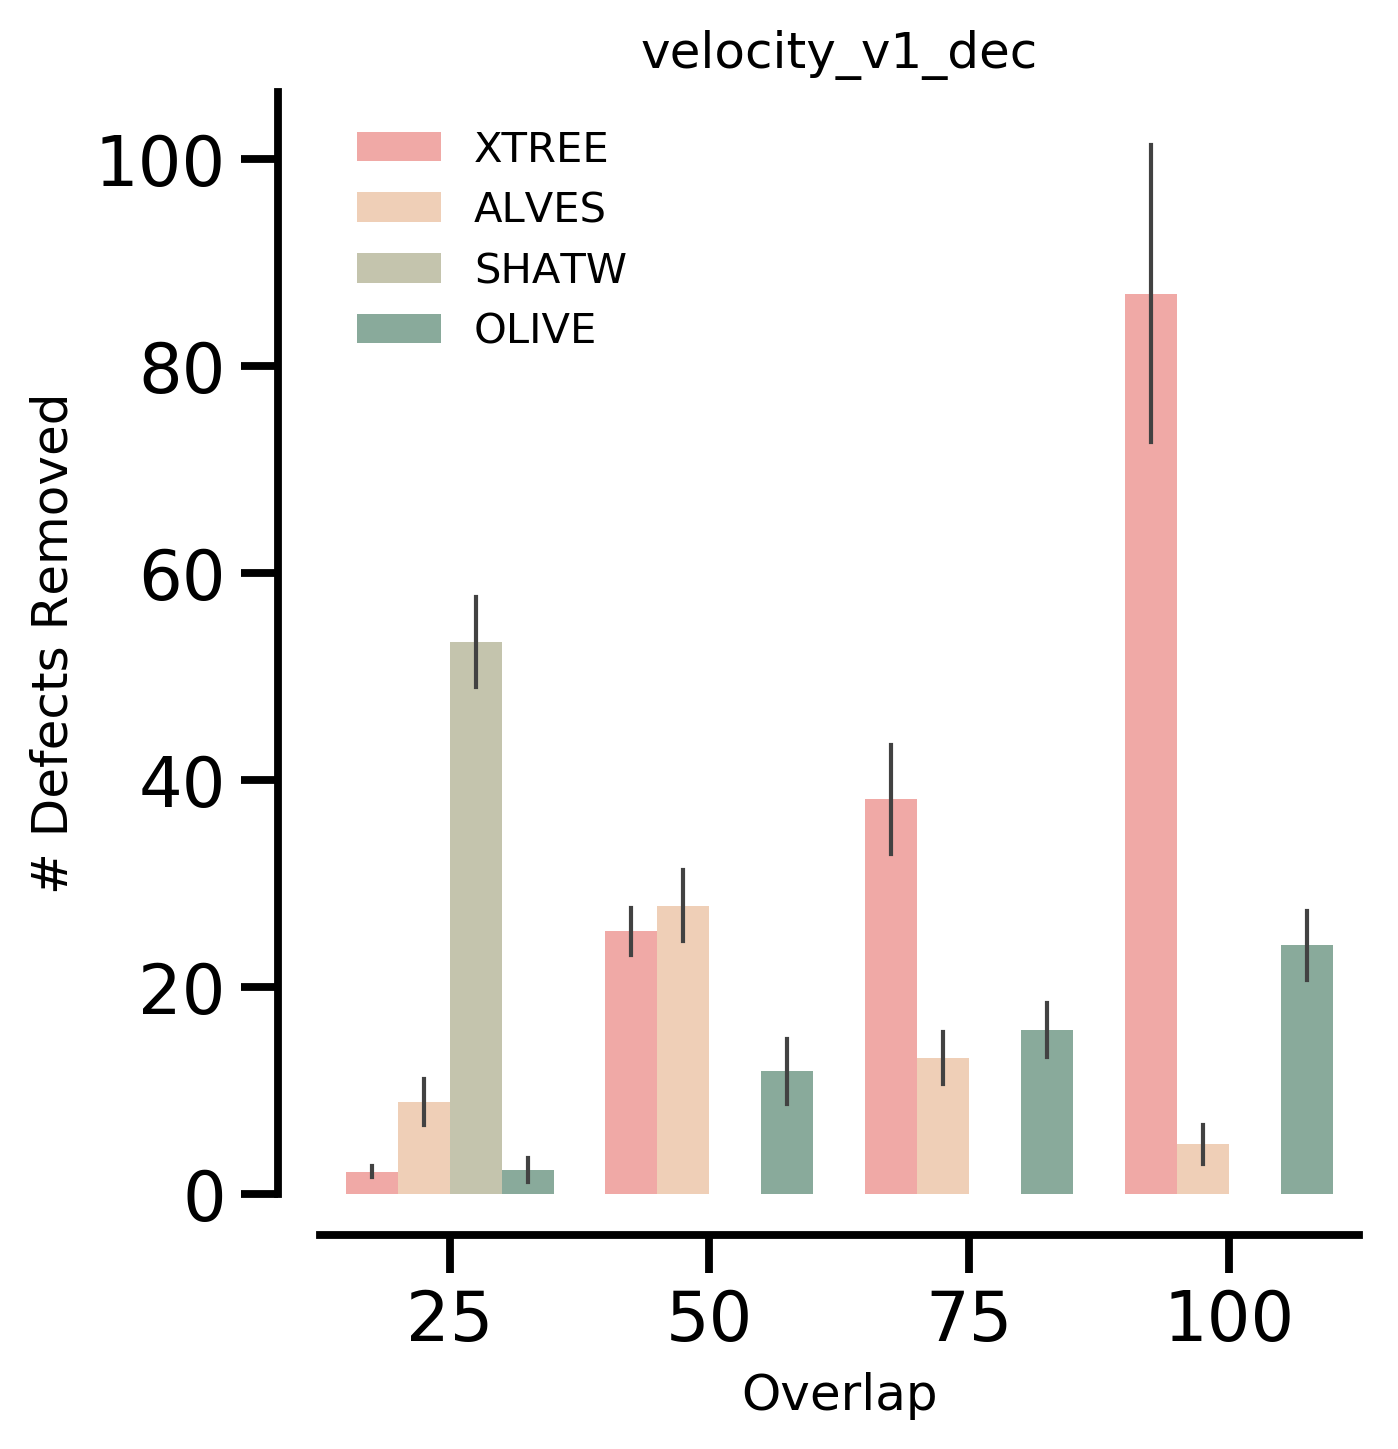 velocity_v1_dec
XTREE
ALVES
SHATW
OLIVE
# Defects Removed
100
80
60
40
20
0
25 50 75 100
Overlap